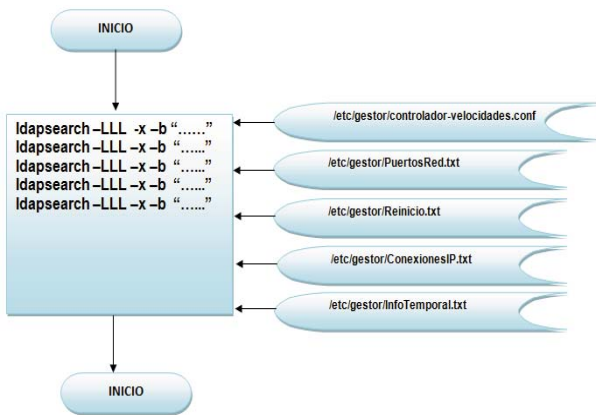 INICIO
ldapsearch –LLL -x –b “……”
ldapsearch –LLL –x –b “…...”
ldapsearch –LLL –x –b “…...”
ldapsearch –LLL –x –b “…...”
ldapsearch –LLL –x –b “…...”
/etc/gestor/controlador-velocidades.conf
/etc/gestor/PuertosRed.txt
/etc/gestor/Reinicio.txt
/etc/gestor/ConexionesIP.txt
/etc/gestor/InfoTemporal.txt
INICIO